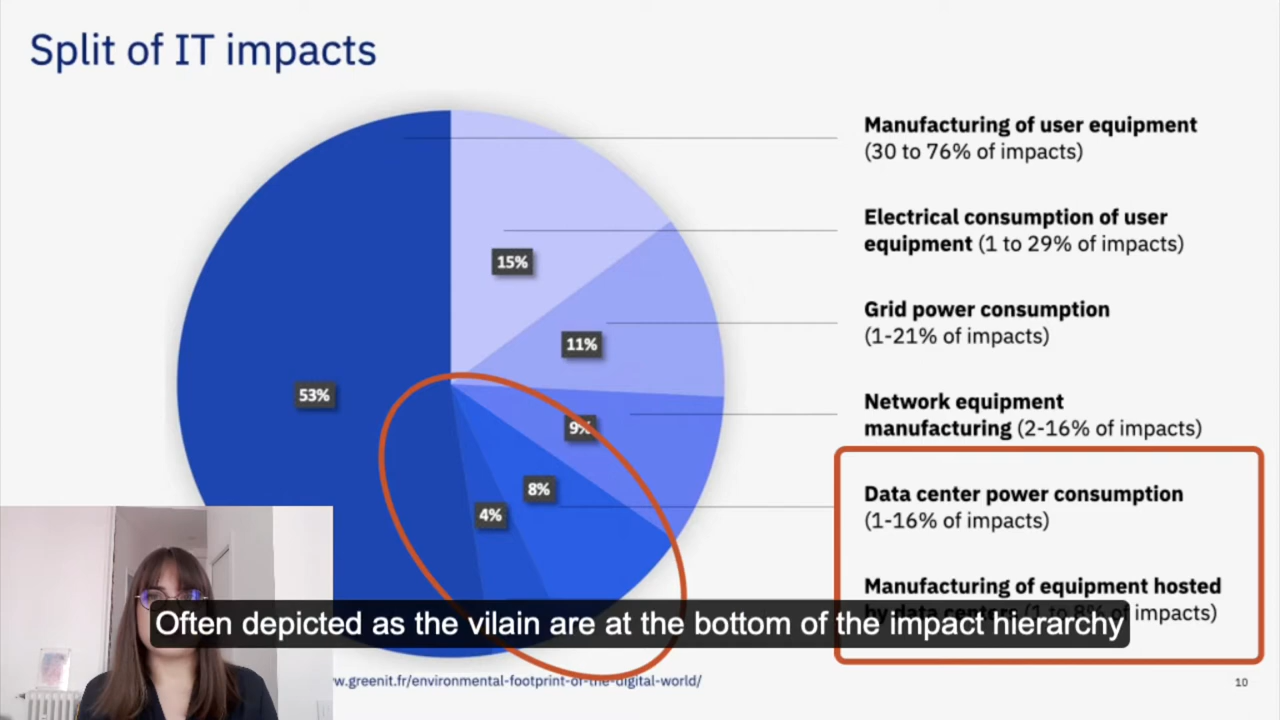 Split of IT impacts
Manufacturing of user equipment
(30 to 76% of impacts)
Electrical consumption of user
equipment (1 to 29% of impacts)
Grid power consumption
(1-21% of impacts)
Network equipment
manufacturing (2-16% of impacts)
Data center power consumption
(1-16% of impacts)
Manufacturing of equipment hosted
by data centers (1 to 8% of impacts)
15%
11%
53%
9%
8%
4%
Often depicted as the vilain are at the bottom of the impact hierarchy
w.greenit.fr/environmental-footprint-of-the-digital-world/
10